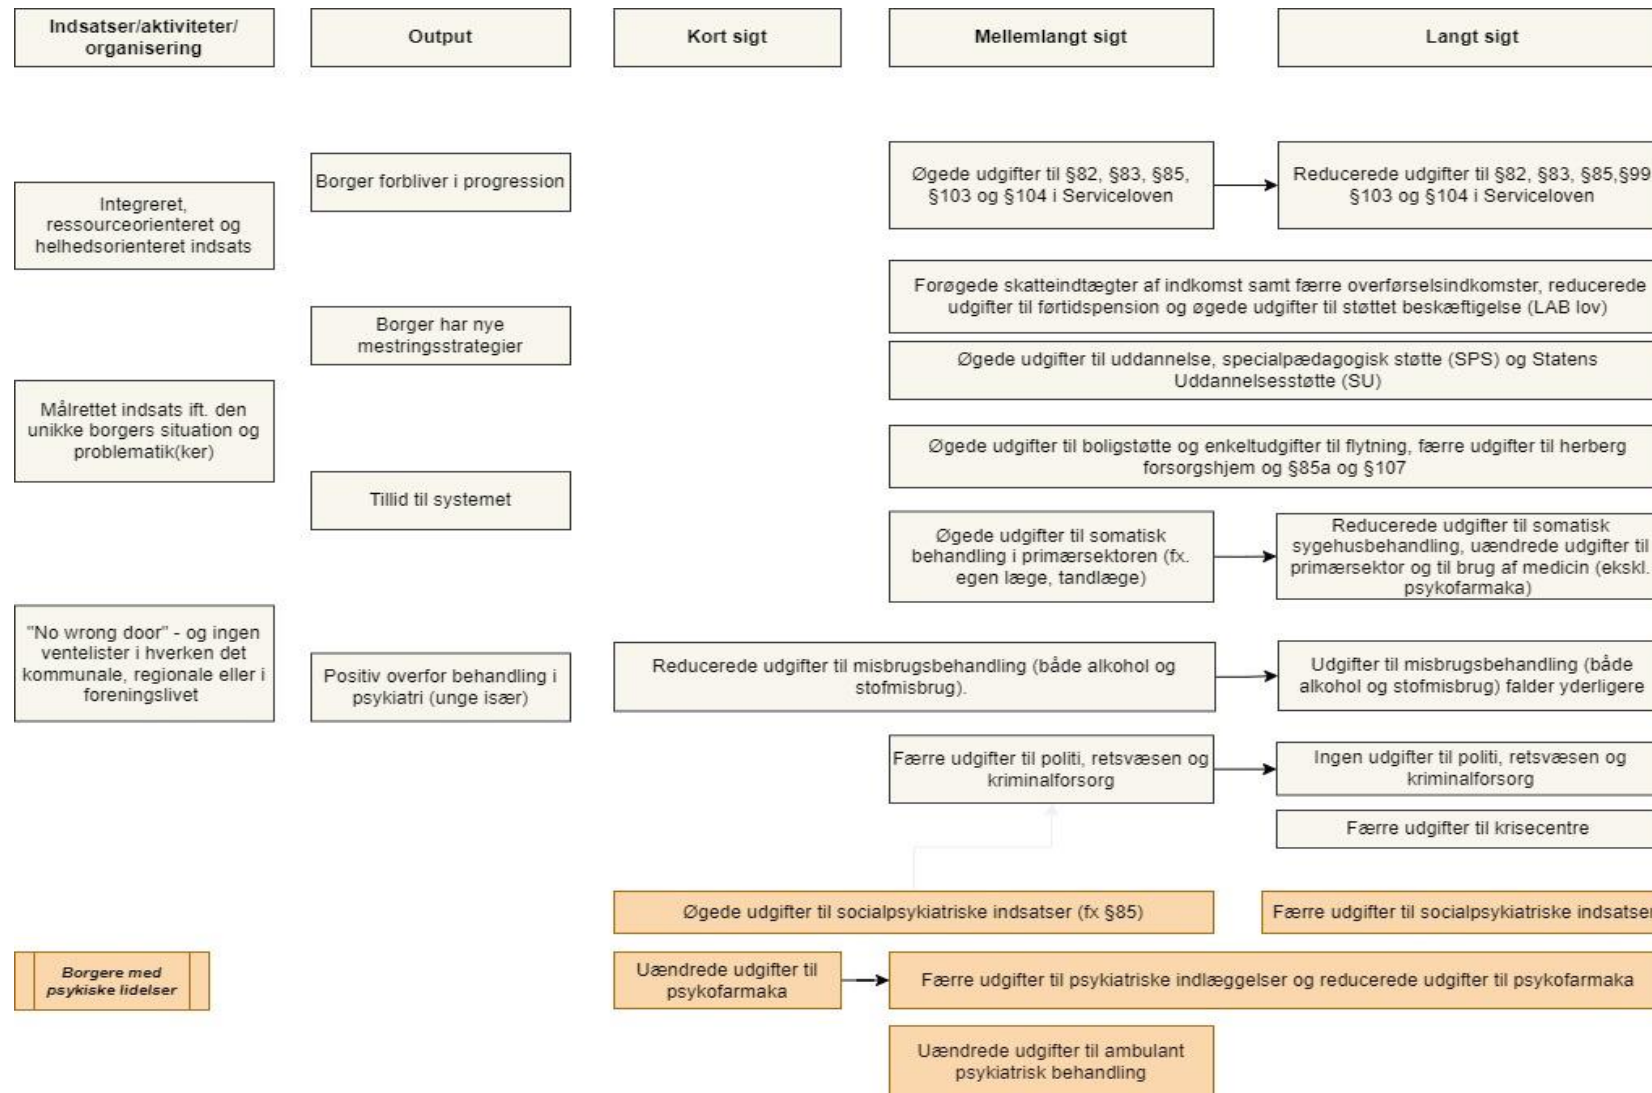 Indsatser/aktiviteter/
organisering
Output
Kort sigt
Mellemlangt sigt
Langt sigt
Integreret,
ressourceorienteret og
helhedsorienteret indsats
Målrettet indsats ift. den
unikke borgers situation og
problematik(ker)
"No wrong door" - og ingen
ventelister i hverken det
kommunale, regionale eller i
foreningslivet
Borger forbliver i progression
Borger har nye
mestringsstrategier
Tillid til systemet
Positiv overfor behandling i
psykiatri (unge især)
Øgede udgifter til §82, §83, §85,
§103 og §104 i Serviceloven
Reducerede udgifter til §82, §83, §85,§99
§103 og §104 i Serviceloven
Forøgede skatteindtægter af indkomst samt færre overførselsindkomster, reducerede
udgifter til førtidspension og øgede udgifter til støttet beskæftigelse (LAB lov)
Øgede udgifter til uddannelse, specialpædagogisk støtte (SPS) og Statens
Uddannelsesstøtte (SU)
Øgede udgifter til boligstøtte og enkeltudgifter til flytning, færre udgifter til herberg
forsorgshjem og §85a og §107
Øgede udgifter til somatisk
behandling i primærsektoren (fx.
egen læge, tandlæge)
Reducerede udgifter til somatisk
sygehusbehandling, uændrede udgifter til
primærsektor og til brug af medicin (ekskl.
psykofarmaka)
Reducerede udgifter til misbrugsbehandling (både alkohol og
stofmisbrug).
Udgifter til misbrugsbehandling (både
alkohol og stofmisbrug) falder yderligere
Færre udgifter til politi, retsvæsen og
kriminalforsorg
Ingen udgifter til politi, retsvæsen og
kriminalforsorg
Færre udgifter til krisecentre
Øgede udgifter til socialpsykiatriske indsatser (fx §85)
Færre udgifter til socialpsykiatriske indsatser
Borgere med
psykiske lidelser
Uændrede udgifter til
psykofarmaka
Færre udgifter til psykiatriske indlæggelser og reducerede udgifter til psykofarmaka
Uændrede udgifter til ambulant
psykiatrisk behandling